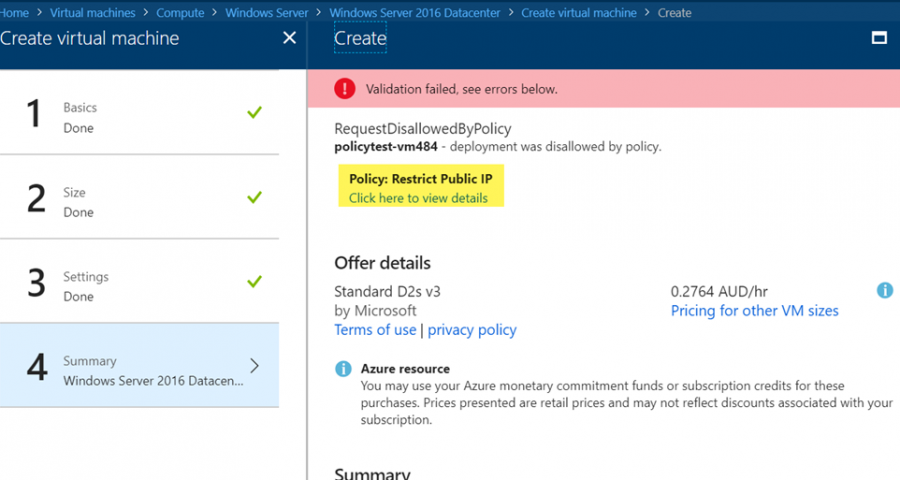 Home > Virtual machines > Compute > Windows Server > Windows Server 2016 Datacenter > Create virtual machine > Create
Create virtual machine
Create
Validation failed, see errors below.
1 Basics
Done
2 Size
Done
3 Settings
Done
4 Summary
Windows Server 2016 Datacen...
RequestDisallowedByPolicy
policytest-vm484 - deployment was disallowed by policy.
Policy: Restrict Public IP
Click here to view details
Offer details
Standard D2s v3
by Microsoft
Terms of use | privacy policy
0.2764 AUD/hr
Pricing for other VM sizes
Azure resource
You may use your Azure monetary commitment funds or subscription credits for these
purchases. Prices presented are retail prices and may not reflect discounts associated with your
subscription.
Summary